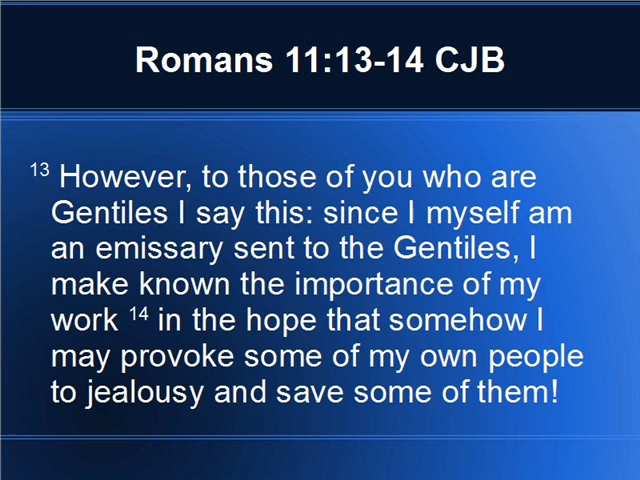 Romans 11:13-14 CJB
13 However, to those of you who are
Gentiles I say this: since I myself am
an emissary sent to the Gentiles, I
make known the importance of my
work 14 in the hope that somehow I
may provoke some of my own people
to jealousy and save some of them!